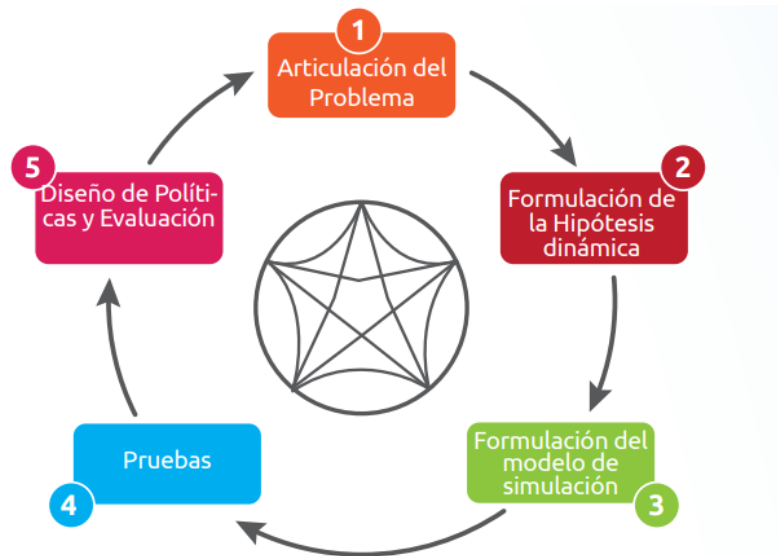 1
Articulación del
Problema
2
Formulación de
la Hipótesis
dinámica
3
Formulación del
modelo de
simulación
4
Pruebas
5
Diseño de Políti-
cas y Evaluación